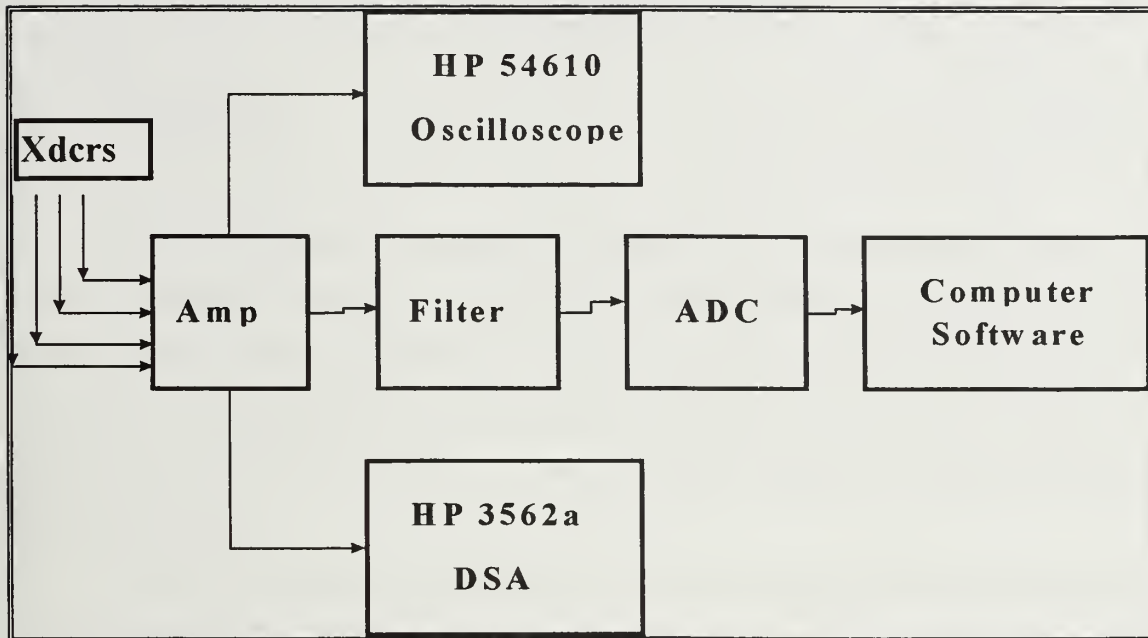 HP 54610
Oscilloscope
Xdcrs
Amp
Filter
ADC
Computer
Software
HP 3562a
DSA